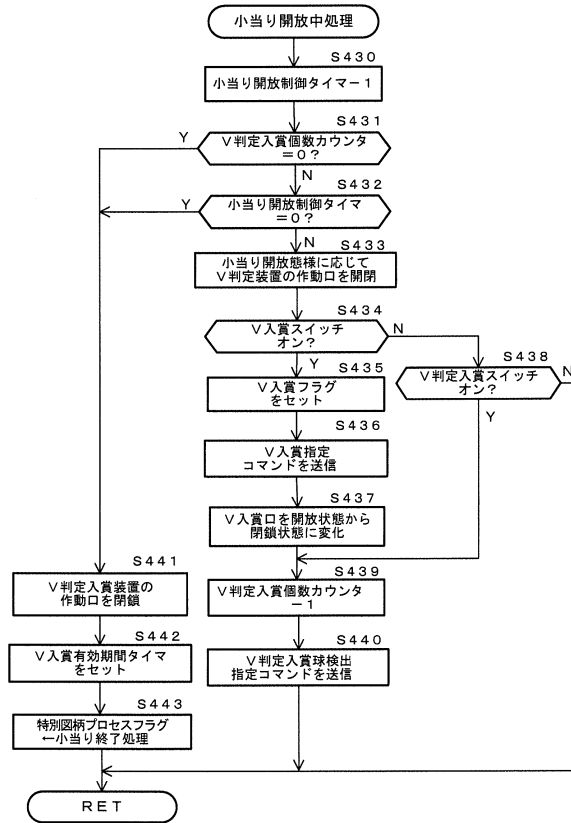 小当り開放中処理
S430
小当り開放制御タイマー1
S431
V判定入賞個数カウンタ
=0?
Y
N
S432
小当り開放制御タイマ
=0?
Y
N
S433
小当り開放態様に応じて
V判定装置の作動口を開閉
S434
V入賞スイッチ
オン?
N
Y
S438
V判定入賞スイッチ
オン?
N
Y
S435
V入賞フラグ
をセット
S436
V入賞指定
コマンドを送信
S437
V入賞口を開放状態から
閉鎖状態に変化
S439
V判定入賞個数カウンタ
-1
S440
V判定入賞球検出
指定コマンドを送信
S441
V判定入賞装置の
作動口を閉鎖
S442
V入賞有効期間タイマ
をセット
S443
特別図柄プロセスフラグ
←小当り終了処理
RET